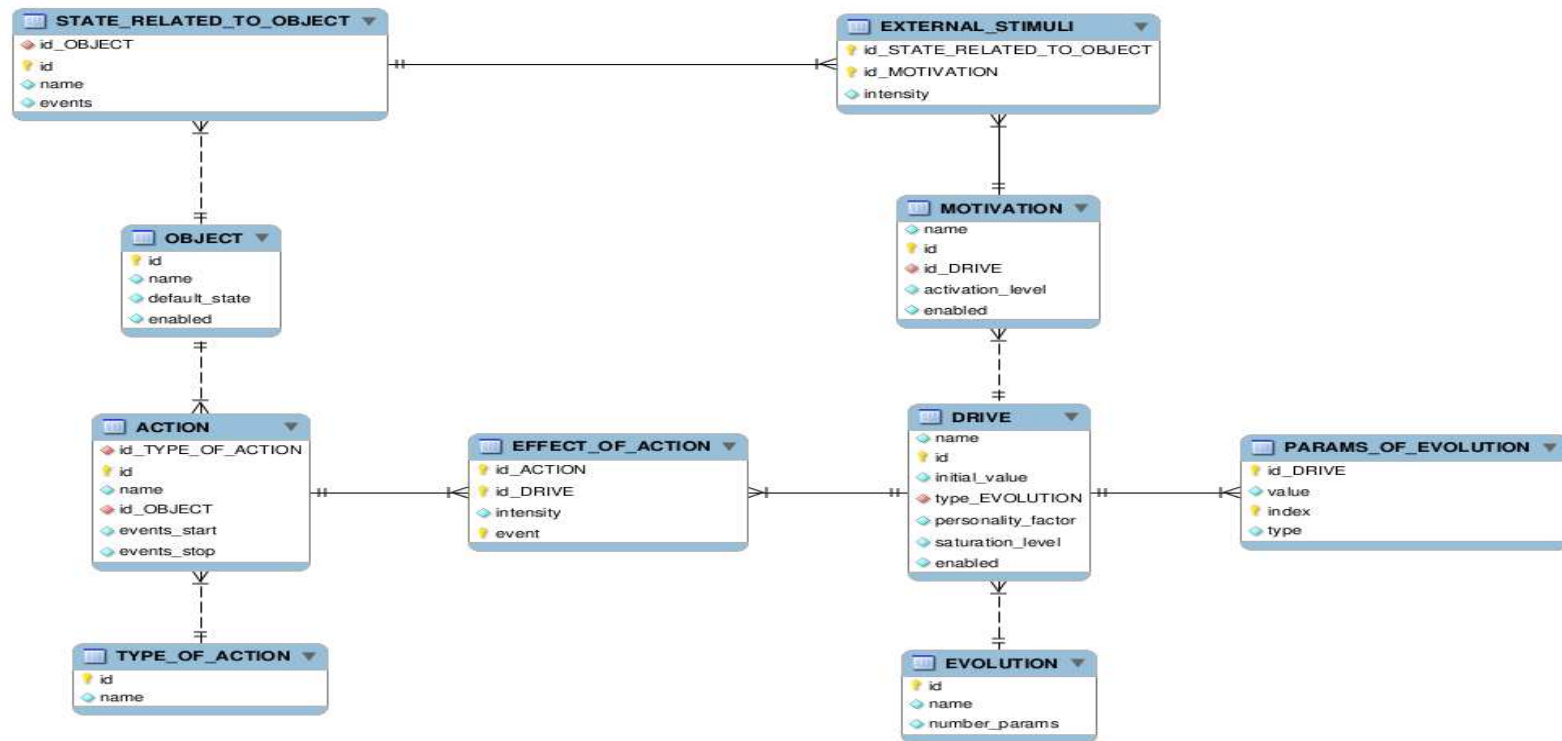 STATE_RELATED_TO_OBJECT
id_OBJECT
id
name
events
EXTERNAL_STIMULI
id_STATE_RELATED_TO_OBJECT
id_MOTIVATION
intensity
OBJECT
id
name
default_state
enabled
MOTIVATION
name
id
id_DRIVE
activation_level
enabled
ACTION
id_TYPE_OF_ACTION
id
name
id_OBJECT
events_start
events_stop
EFFECT_OF_ACTION
id_ACTION
id_DRIVE
intensity
event
DRIVE
name
id
initial_value
type_EVOLUTION
personality_factor
saturation_level
enabled
PARAMS_OF_EVOLUTION
id_DRIVE
value
index
type
TYPE_OF_ACTION
id
name
EVOLUTION
id
name
number_params